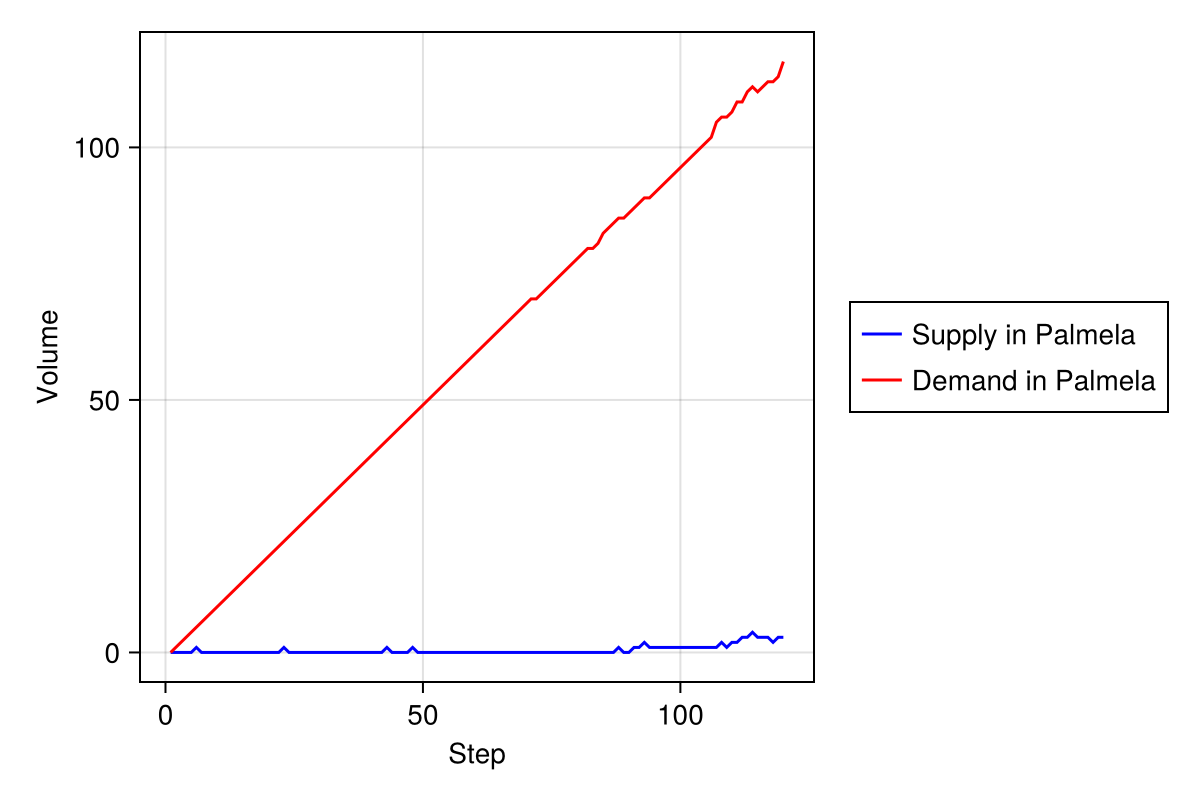 100
50
0
Volume
0 50 100
Step
Supply in Palmela
Demand in Palmela